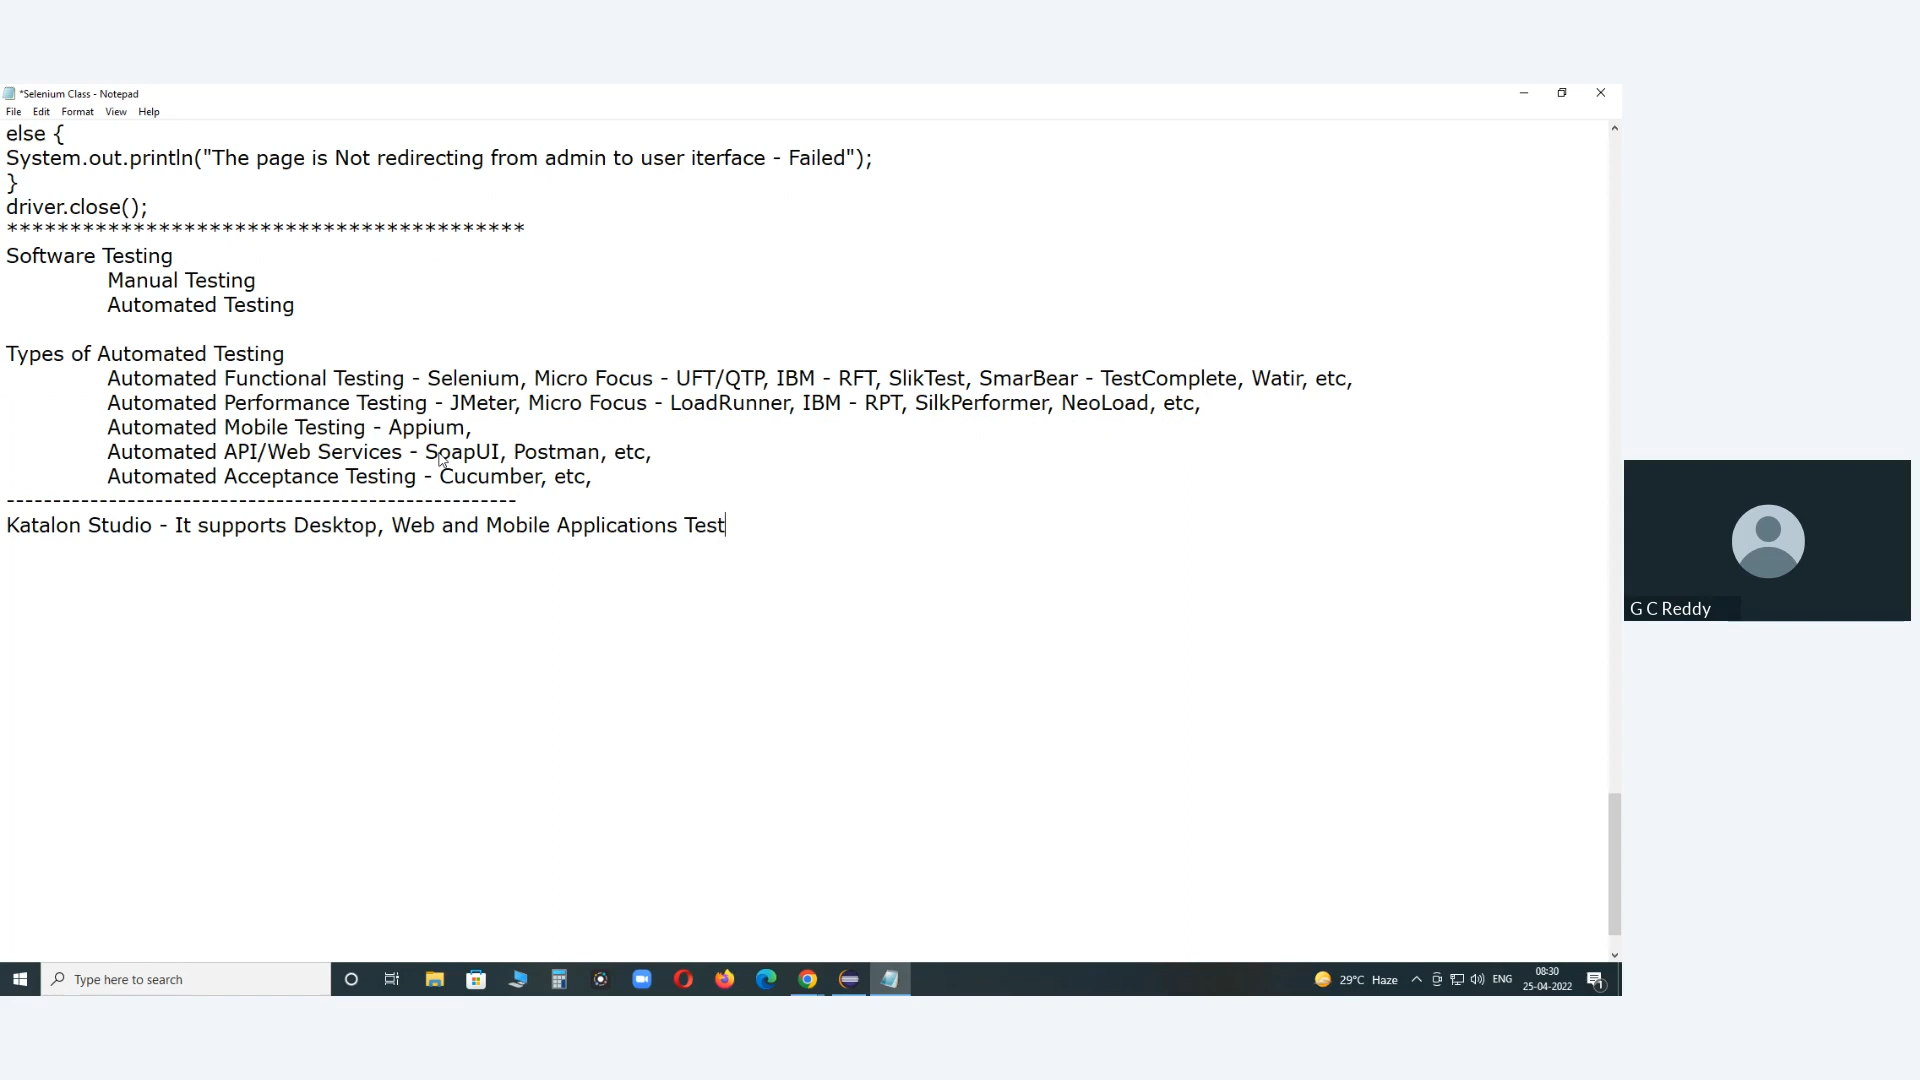 *Selenium Class - Notepad
File Edit Format View Help
else {
System.out.println("The page is Not redirecting from admin to user iterface - Failed");
}
driver.close();
*****************************************
Software Testing
Manual Testing
Automated Testing
Types of Automated Testing
Automated Functional Testing - Selenium, Micro Focus - UFT/QTP, IBM - RFT, SlikTest, SmarBear - TestComplete, Watir, etc,
Automated Performance Testing - JMeter, Micro Focus - LoadRunner, IBM - RPT, SilkPerformer, NeoLoad, etc,
Automated Mobile Testing - Appium,
Automated API/Web Services - SoapUI, Postman, etc,
Automated Acceptance Testing - Cucumber, etc,
-------------------------------------------------------
Katalon Studio - It supports Desktop, Web and Mobile Applications Test
G C Reddy
Type here to search
29°C Haze
ENG
08:30
25-04-2022
1